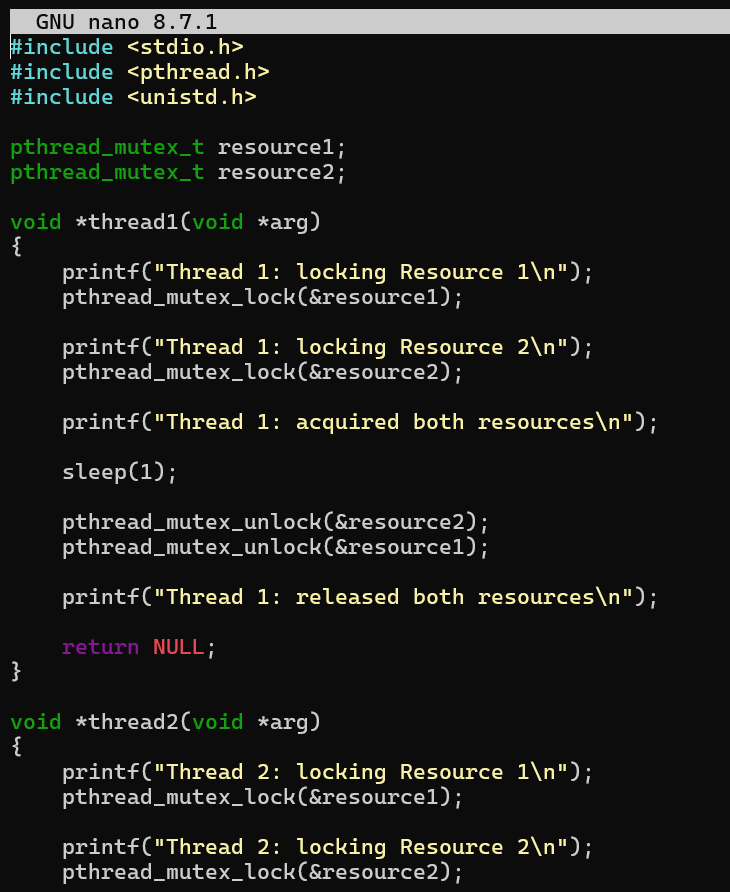 GNU nano 8.7.1
#include <stdio.h>
#include <pthread.h>
#include <unistd.h>

pthread_mutex_t resource1;
pthread_mutex_t resource2;

void *thread1(void *arg)
{
    printf("Thread 1: locking Resource 1\n");
    pthread_mutex_lock(&resource1);

    printf("Thread 1: locking Resource 2\n");
    pthread_mutex_lock(&resource2);

    printf("Thread 1: acquired both resources\n");

    sleep(1);

    pthread_mutex_unlock(&resource2);
    pthread_mutex_unlock(&resource1);

    printf("Thread 1: released both resources\n");

    return NULL;
}

void *thread2(void *arg)
{
    printf("Thread 2: locking Resource 1\n");
    pthread_mutex_lock(&resource1);

    printf("Thread 2: locking Resource 2\n");
    pthread_mutex_lock(&resource2);